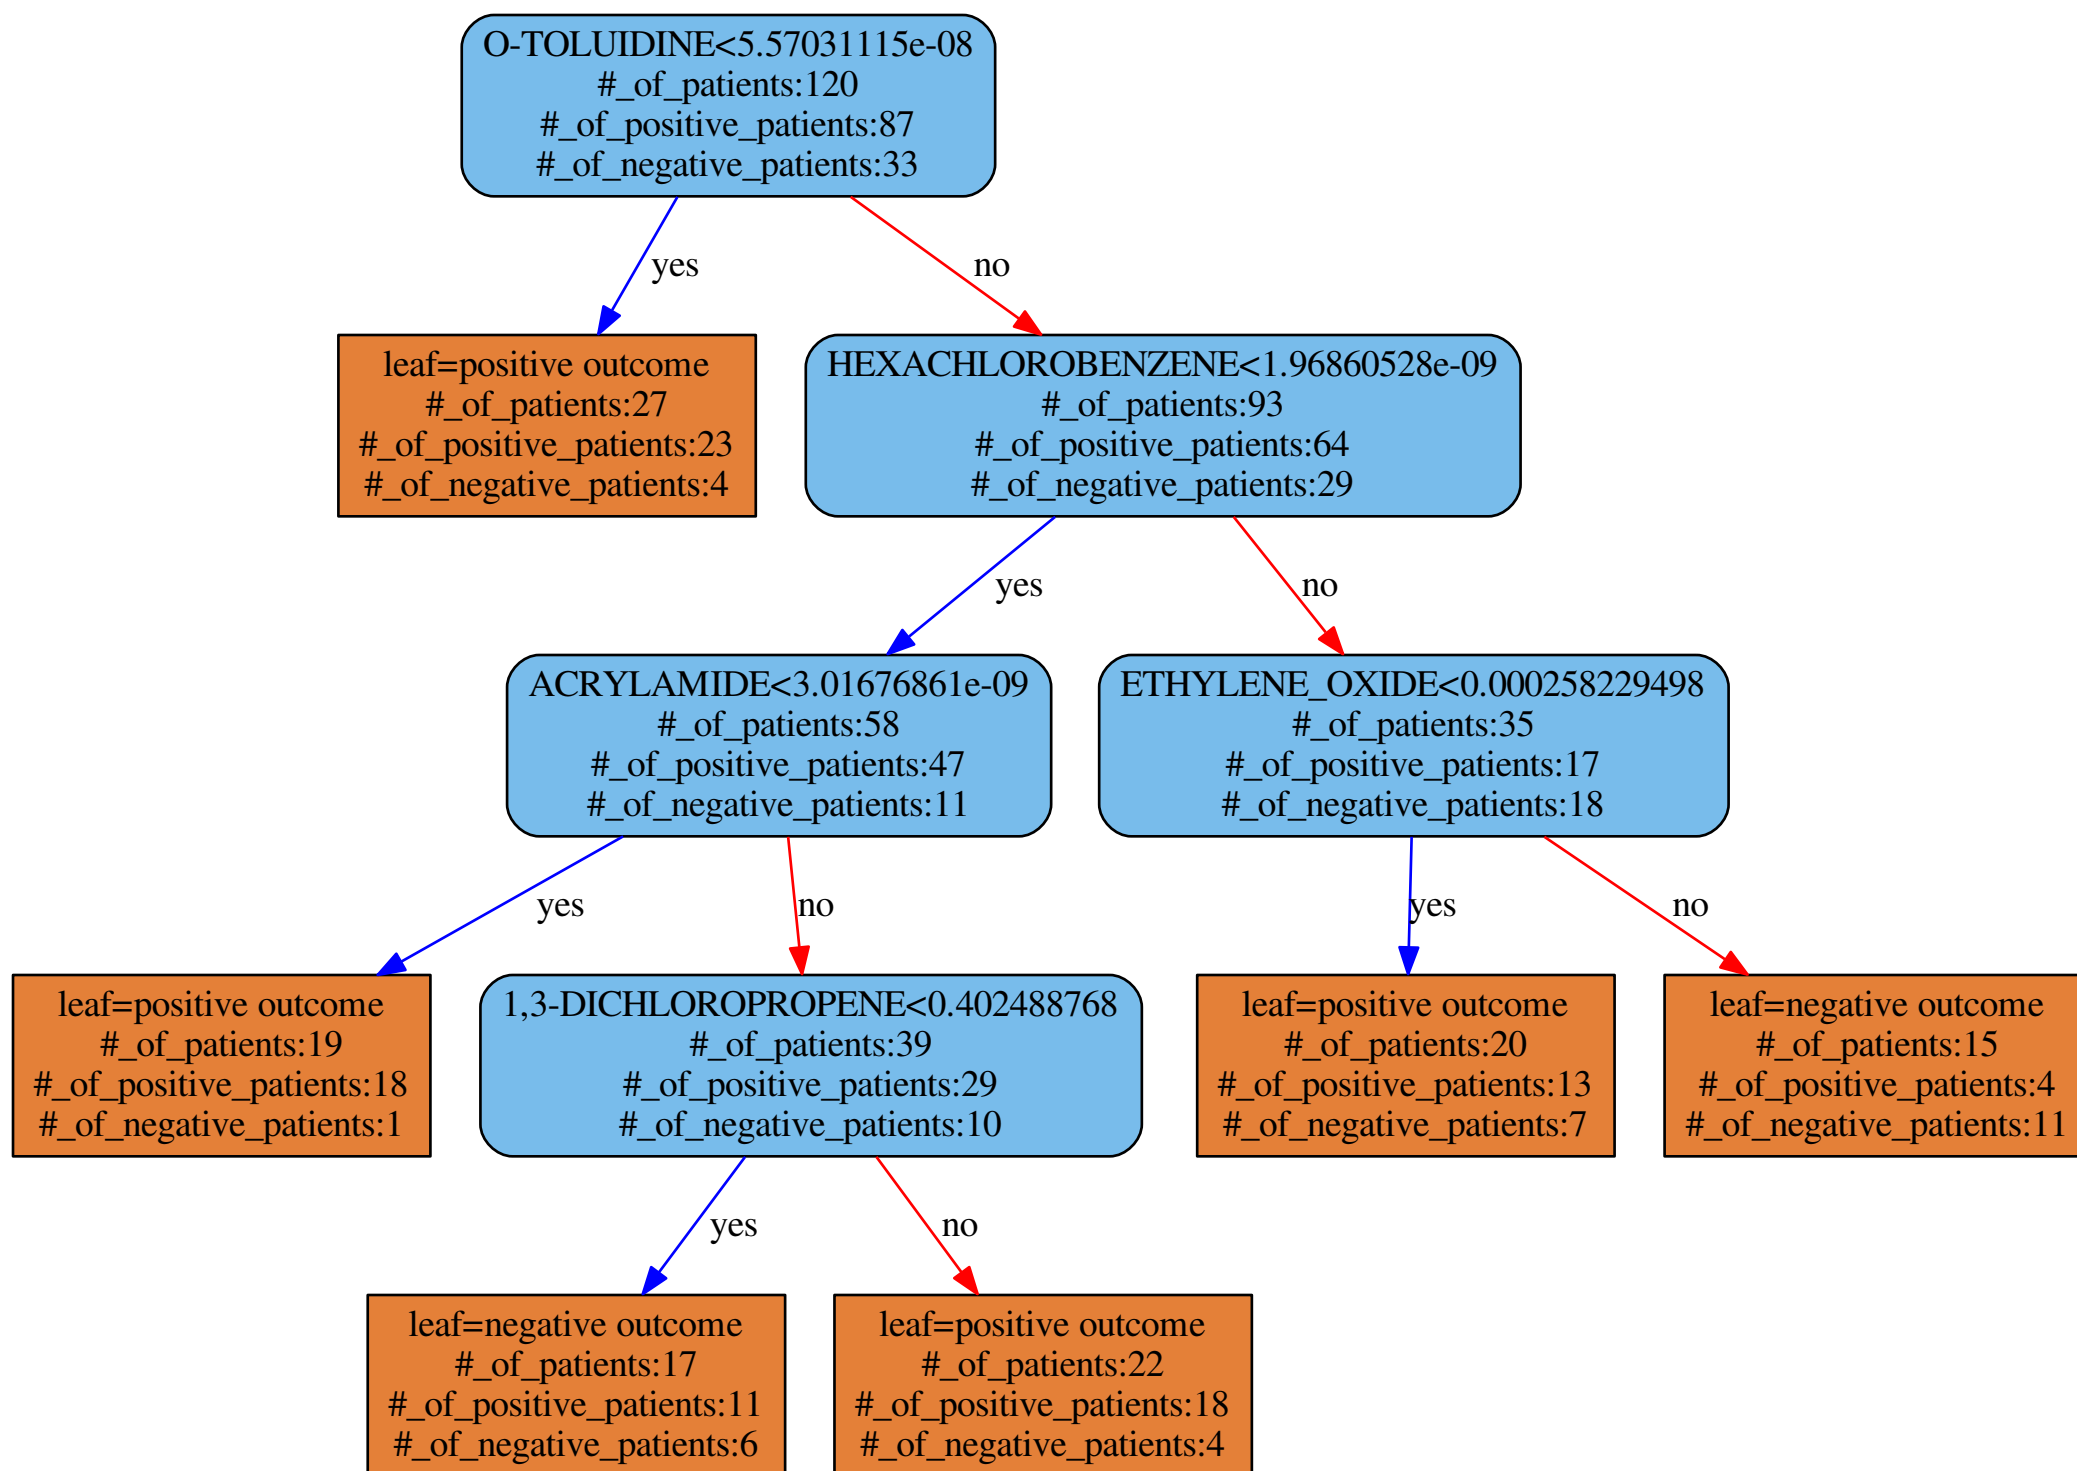 O-TOLUIDINE<5.57031115e-08
#_of_patients:120
#_of_positive_patients:87
#_of_negative_patients:33
yes
no
leaf=positive outcome
#_of_patients:27
#_of_positive_patients:23
#_of_negative_patients:4
HEXACHLOROBENZENE<1.96860528e-09
#_of_patients:93
#_of_positive_patients:64
#_of_negative_patients:29
yes
no
ACRYLAMIDE<3.01676861e-09
#_of_patients:58
#_of_positive_patients:47
#_of_negative_patients:11
ETHYLENE_OXIDE<0.000258229498
#_of_patients:35
#_of_positive_patients:17
#_of_negative_patients:18
yes
no
yes
no
leaf=positive outcome
#_of_patients:19
#_of_positive_patients:18
#_of_negative_patients:1
1,3-DICHLOROPROPENE<0.402488768
#_of_patients:39
#_of_positive_patients:29
#_of_negative_patients:10
leaf=positive outcome
#_of_patients:20
#_of_positive_patients:13
#_of_negative_patients:7
leaf=negative outcome
#_of_patients:15
#_of_positive_patients:4
#_of_negative_patients:11
yes
no
leaf=negative outcome
#_of_patients:17
#_of_positive_patients:11
#_of_negative_patients:6
leaf=positive outcome
#_of_patients:22
#_of_positive_patients:18
#_of_negative_patients:4